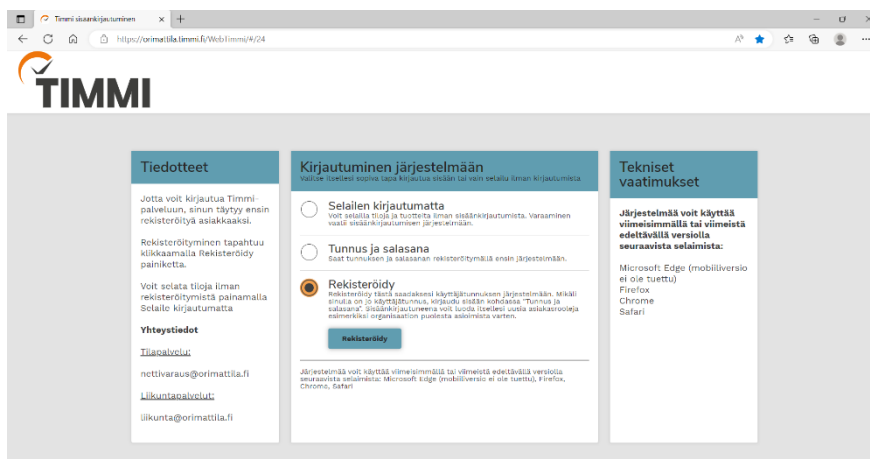 Timmi sisäänkirjautuminen
https://orimattila.timmi.fi/WebTimmi/#/24
TIMMI
Tiedotteet
Jotta voit kirjautua Timmi-
palveluun, sinun täytyy ensin
rekisteröityä asiakkaaksi.
Rekisteröityminen tapahtuu
klikkaamalla Rekisteröidy
painiketta.
Voit selata tiloja ilman
rekisteröitymistä painamalla
Selaile kirjautumatta
Yhteystiedot
Tilapalvelu:
nettivaraus@orimattila.fi
Liikuntapalvelut:
liikunta@orimattila.fi
Kirjautuminen järjestelmään
Valitse itsellesi sopiva tapa kirjautua sisään tai vain selailu ilman kirjautumista
Selailen kirjautumatta
Voit selailla tiloja ja tuotteita ilman sisäänkirjautumista. Varaaminen
vaatii sisäänkirjautumisen järjestelmään.
Tunnus ja salasana
Saat tunnuksen ja salasanan rekisteröitymällä ensin järjestelmään.
Rekisteröidy
Rekisteröidy tästä saadaksesi käyttäjätunnuksen järjestelmään. Mikäli
sinulla on jo käyttäjätunnus, kirjaudu sisään kohdassa "Tunnus ja
salasana". Sisäänkirjautuneena voit luoda itsellesi uusia asiakasrooleja
esimerkiksi organisaation puolesta asioimista varten.
Rekisteröidy
Järjestelmää voit käyttää viimeisimmällä tai viimeistä edeltävällä versiolla
seuraavista selaimista: Microsoft Edge (mobiiliversio ei ole tuettu), Firefox,
Chrome, Safari
Tekniset
vaatimukset
Järjestelmää voit käyttää
viimeisimmällä tai viimeistä
edeltävällä versiolla
seuraavista selaimista:
Microsoft Edge (mobiiliversio
ei ole tuettu)
Firefox
Chrome
Safari